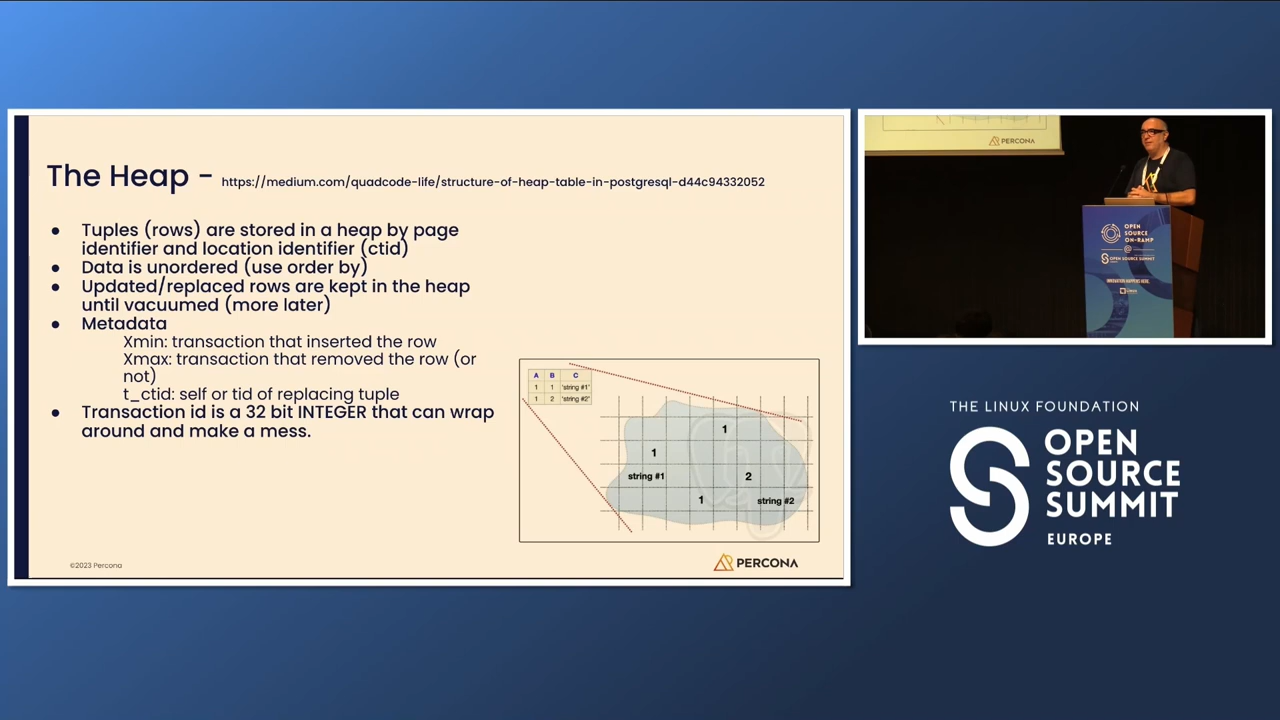 The Heap - https://medium.com/quadcode-life/structure-of-heap-table-in-postgresql-d44c94332052
● Tuples (rows) are stored in a heap by page
identifier and location identifier (ctid)
● Data is unordered (use order by)
● Updated/replaced rows are kept in the heap
until vacuumed (more later)
● Metadata
Xmin: transaction that inserted the row
Xmax: transaction that removed the row (or
not)
t_ctid: self or tid of replacing tuple
● Transaction id is a 32 bit INTEGER that can wrap
around and make a mess.
A B C
1 1 'string #1'
1 2 'string #2'
1
1
string #1 2
1 string #2
©2023 Percona
PERCONA
PERCONA
OPEN
SOURCE
ON-RAMP
@
OPEN SOURCE SUMMIT
INNOVATION HAPPENS HERE.
THE LINUX FOUNDATION
OPEN
SOURCE
SUMMIT
EUROPE